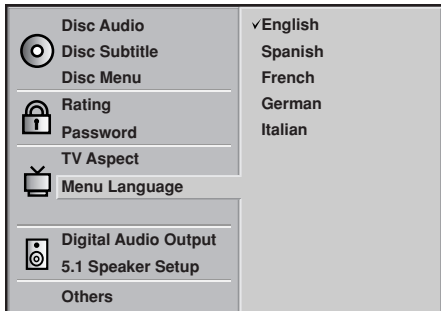 Disc Audio
Disc Subtitle
Disc Menu
Rating
Password
TV Aspect
Menu Language
Digital Audio Output
5.1 Speaker Setup
Others
✓English
Spanish
French
German
Italian